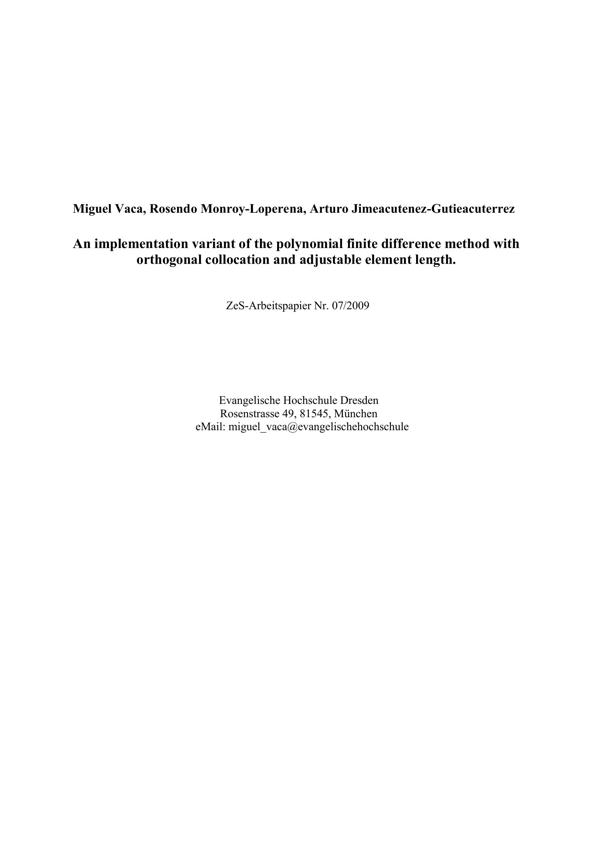 Miguel Vaca, Rosendo Monroy-Loperena, Arturo Jimeacutenez-Gutieacuterrez
An implementation variant of the polynomial finite difference method with
orthogonal collocation and adjustable element length.
ZeS-Arbeitspapier Nr. 07/2009
Evangelische Hochschule Dresden
Rosenstrasse 49, 81545, München
eMail: miguel_vaca@evangelischehochschule